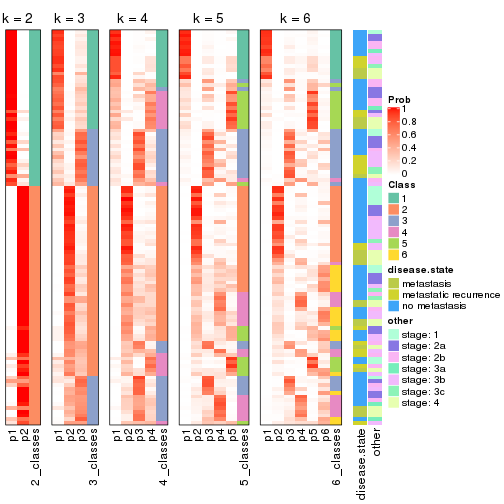 k = 2
k = 3
k = 4
k = 5
k = 6
Prob
1
0.8
0.6
0.4
0.2
0
Class
1
2
3
4
5
6
disease.state
metastasis
metastatic recurrence
no metastasis
other
stage: 1
stage: 2a
stage: 2b
stage: 3a
stage: 3b
stage: 3c
stage: 4
p1
p2
2_classes
p1
p2
p3
3_classes
p1
p2
p3
p4
4_classes
p1
p2
p3
p4
p5
5_classes
p1
p2
p3
p4
p5
p6
6_classes
disease.state
other